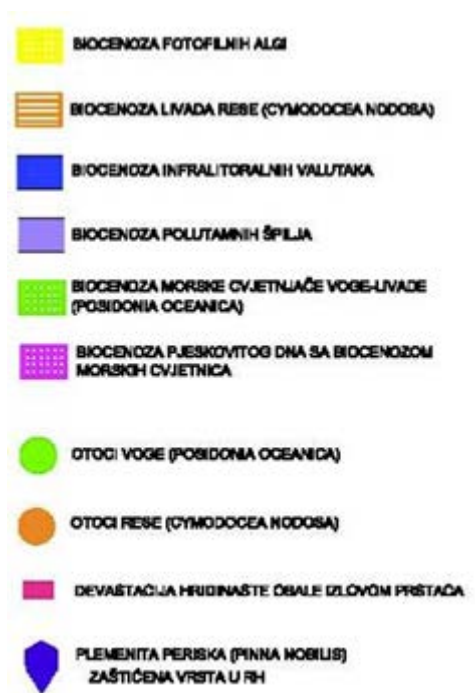 BIOCENOZA FOTOFILNIH ALGI
BIOCENOZA LIVADA RESE (CYMODOCEA NODOSA)
BIOCENOZA INFRALITORALNIH VALUTAKA
BIOCENOZA POLUTAMNIH ŠPILJA
BIOCENOZA MORSKE CVJETNJAČE VOGE-LIVADE
(POSIDONIA OCEANICA)
BIOCENOZA PJESKOVITOG DNA SA BIOCENOZOM
MORSKIH CVJETNICA
OTOCI VOGE (POSIDONIA OCEANICA)
OTOCI RESE (CYMODOCEA NODOSA)
DEVAŠTACIJA HRIDINAŠTE OBALE IZLOVOM PRSTAČA
PLEMENITA PERISKA (PINNA NOBILIS)
ZAŠTIĆENA VRSTA U RH